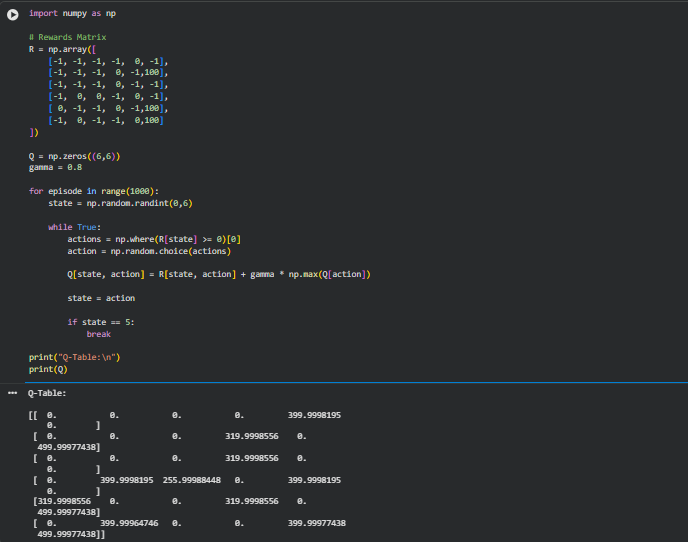 import numpy as np
# Rewards Matrix
R = np.array([
[-1, -1, -1, -1, 0, -1],
[-1, -1, -1, 0, -1,100],
[-1, -1, -1, 0, -1, -1],
[-1, 0, 0, -1, 0, -1],
[ 0, -1, -1, 0, -1,100],
[-1, 0, -1, -1, 0,100]
])
Q = np.zeros((6,6))
gamma = 0.8
for episode in range(1000):
state = np.random.randint(0,6)
while True:
actions = np.where(R[state] >= 0)[0]
action = np.random.choice(actions)
Q[state, action] = R[state, action] + gamma * np.max(Q[action])
state = action
if state == 5:
break
print("Q-Table:\n")
print(Q)
... Q-Table:
[[ 0. 0. 0. 0. 399.9998195
0. ]
[ 0. 0. 0. 319.9998556 0.
499.99977438]
[ 0. 0. 0. 319.9998556 0.
0. ]
[ 0. 399.9998195 255.99988448 0. 399.9998195
0. ]
[319.9998556 0. 0. 319.9998556 0.
499.99977438]
[ 0. 399.99964746 0. 0. 399.99977438
499.99977438]]